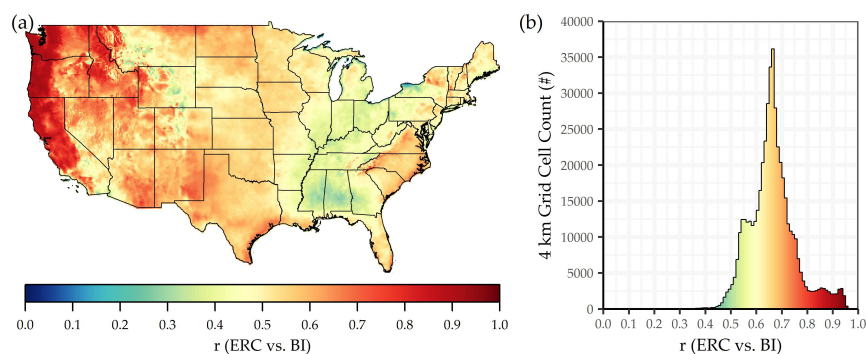 (a)
0.0 0.1 0.2 0.3 0.4 0.5 0.6 0.7 0.8 0.9 1.0
r (ERC vs. BI)
(b)
40000
35000
30000
25000
20000
15000
10000
5000
0
4 km Grid Cell Count (#)
0.0 0.1 0.2 0.3 0.4 0.5 0.6 0.7 0.8 0.9 1.0
r (ERC vs. BI)